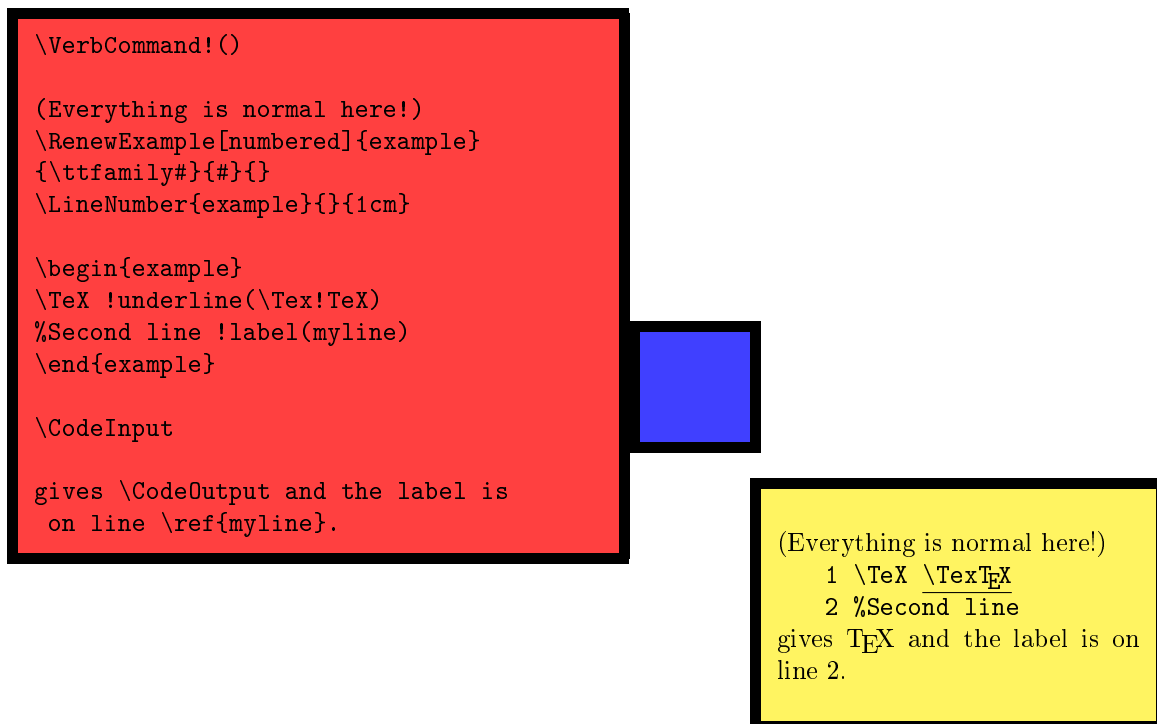 \VerbCommand!()
(Everything is normal here!)
\RenewExample[numbered]{example}
{\ttfamily#}{#}{}
\LineNumber{example}{}{1cm}
\begin{example}
\TeX !underline(\Tex!TeX)
%Second line !label(myline)
\end{example}
\CodeInput
gives \CodeOutput and the label is
on line \ref{myline}.
(Everything is normal here!)
1 \TeX \TexTEX
2 %Second line
gives TEX and the label is on
line 2.